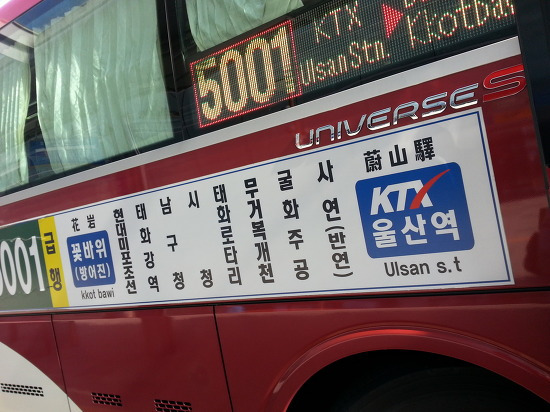 5001
KTX
Ulsan Stn.
Kkotba
UNIVERSE S
0001
급행
花岩
꽃바위
(방어진)
kkot bawi
현대미포조선
태화강역
남구청
시청
태화로타리
무거복개천
굴화주공
사연(반연)
蔚山驛
KTX
울산역
Ulsan s.t